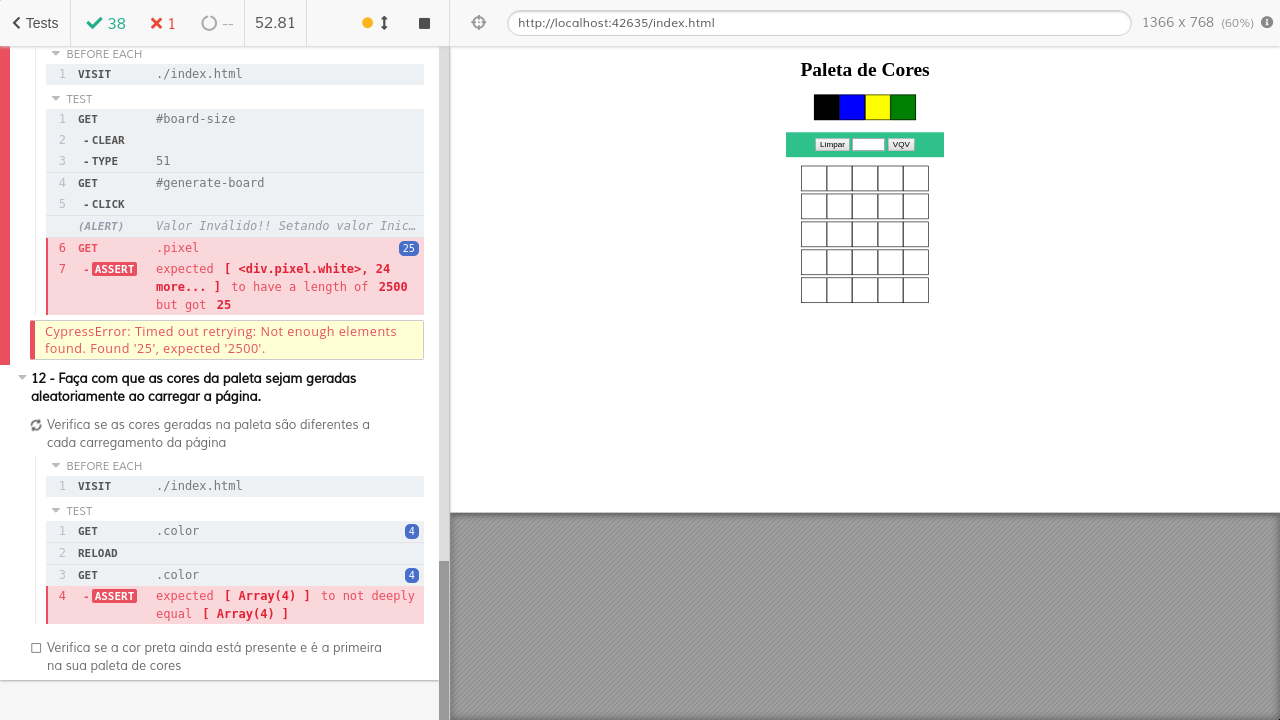 Tests
38
1
--
52.81
http://localhost:42635/index.html
1366 x 768 (60%)
BEFORE EACH
1 VISIT ./index.html
TEST
1 GET #board-size
2 - CLEAR
3 - TYPE 51
4 GET #generate-board
5 - CLICK
(ALERT) Valor Inválido!! Setando valor Inic…
6 GET .pixel 25
7 - ASSERT expected [ <div.pixel.white>, 24
more... ] to have a length of 2500
but got 25
CypressError: Timed out retrying: Not enough elements
found. Found '25', expected '2500'.
12 - Faça com que as cores da paleta sejam geradas
aleatoriamente ao carregar a página.
Verifica se as cores geradas na paleta são diferentes a
cada carregamento da página
BEFORE EACH
1 VISIT ./index.html
TEST
1 GET .color 4
2 RELOAD
3 GET .color 4
4 - ASSERT expected [ Array(4) ] to not deeply
equal [ Array(4) ]
Verifica se a cor preta ainda está presente e é a primeira
na sua paleta de cores
Paleta de Cores
Limpar VQV